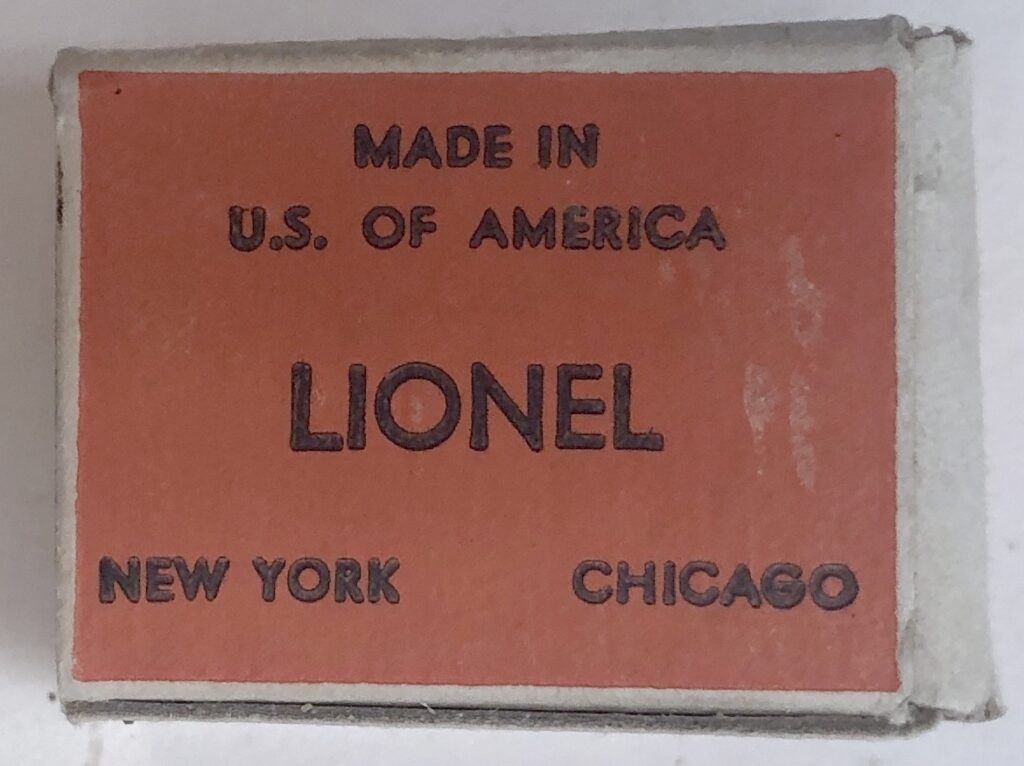 MADE IN
U.S. OF AMERICA
LIONEL
NEW YORK CHICAGO